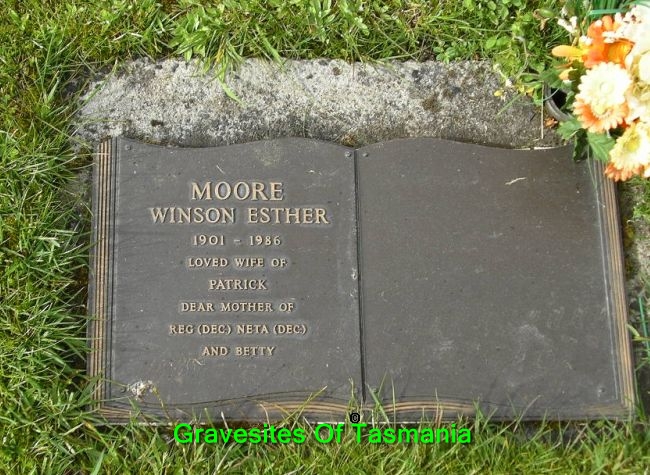 MOORE
WINSON ESTHER
1901 - 1986
LOVED WIFE OF
PATRICK
DEAR MOTHER OF
REG (DEC.) NETA (DEC.)
AND BETTY
@
Gravesites Of Tasmania